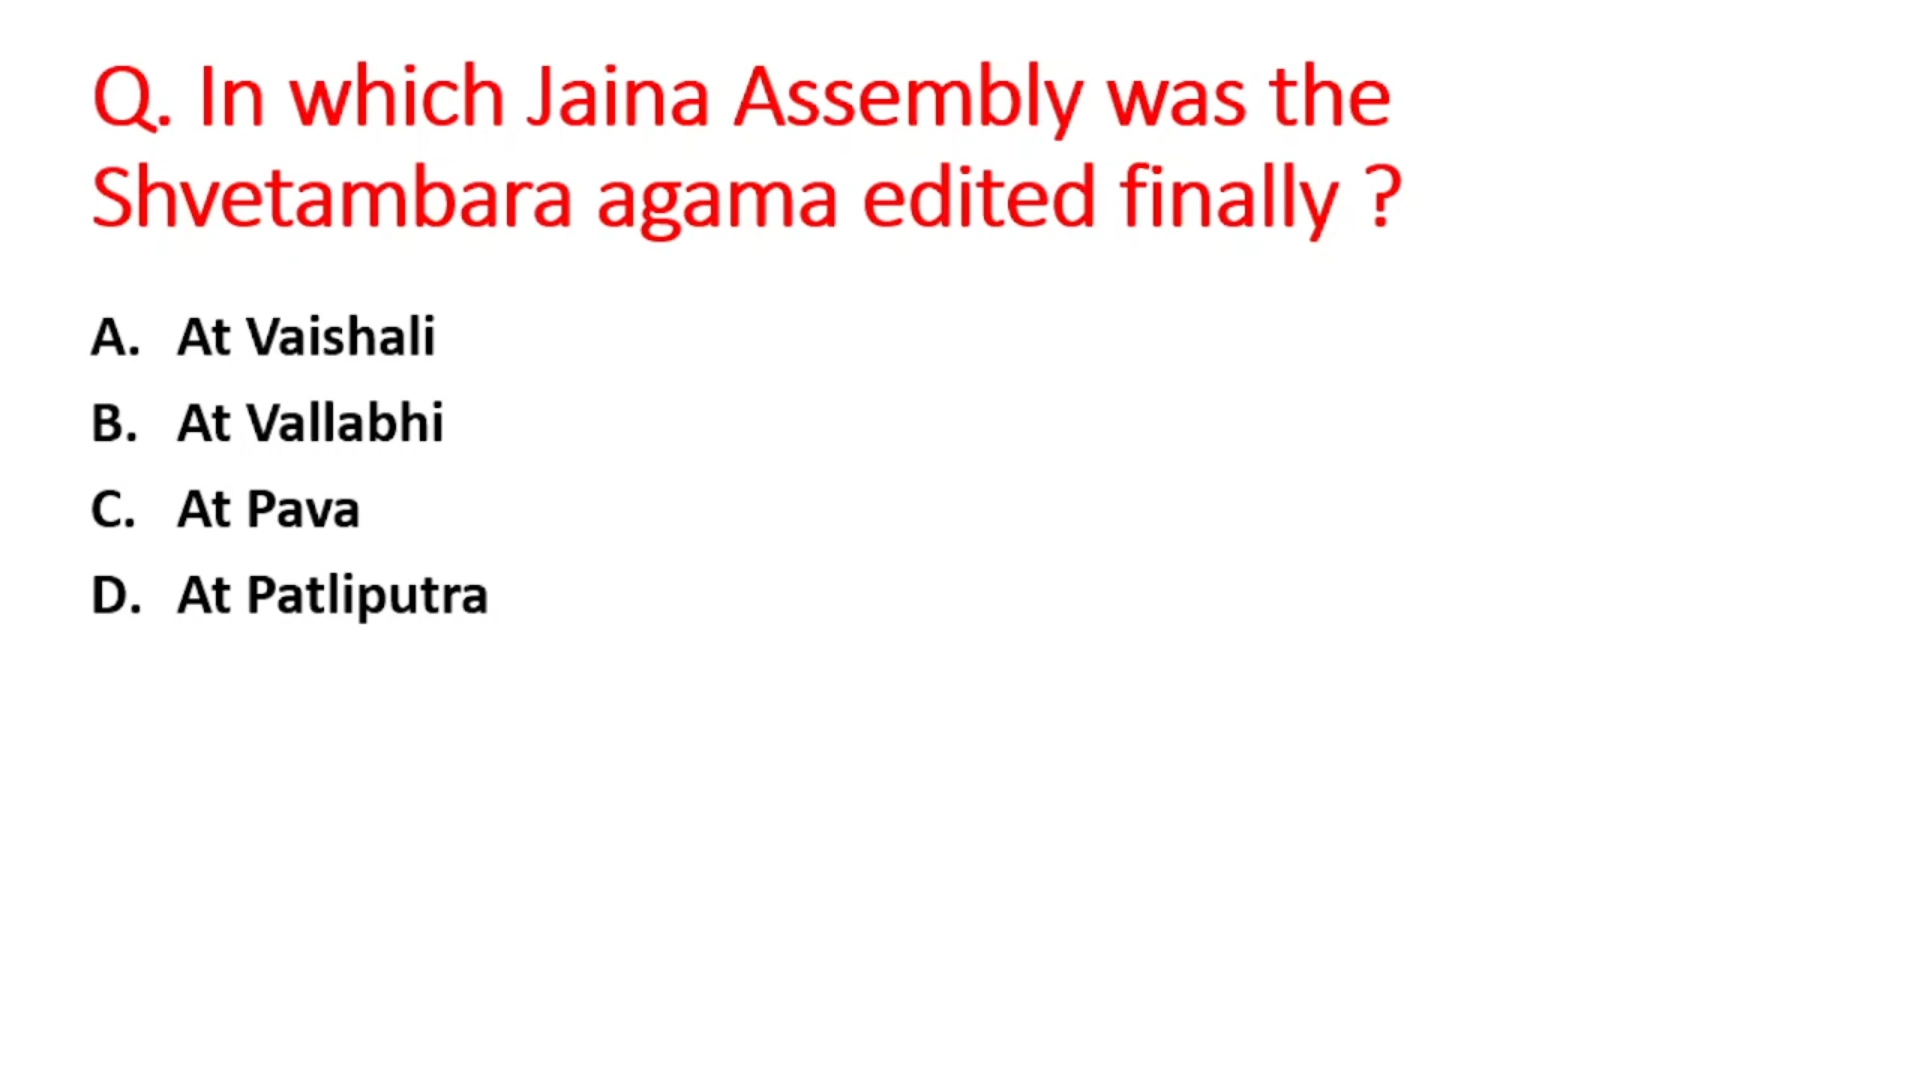 Q. In which Jaina Assembly was the
Shvetambara agama edited finally ?
A. At Vaishali
B. At Vallabhi
C. At Pava
D. At Patliputra